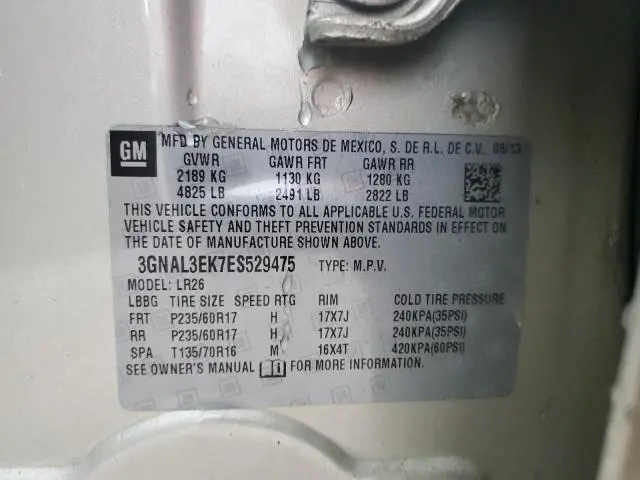 GM MFD BY GENERAL MOTORS DE MEXICO, S. DE R.L. DE C.V. 08/13
GVWR GAWR FRT GAWR RR
2189 KG 1130 KG 1280 KG
4825 LB 2491 LB 2822 LB
THIS VEHICLE CONFORMS TO ALL APPLICABLE U.S. FEDERAL MOTOR
VEHICLE SAFETY AND THEFT PREVENTION STANDARDS IN EFFECT ON
THE DATE OF MANUFACTURE SHOWN ABOVE.
3GNAL3EK7ES529475 TYPE: M.P.V.
MODEL: LR26
LBBG TIRE SIZE SPEED RTG RIM COLD TIRE PRESSURE
FRT P235/60R17 H 17X7J 240KPA(35PSI)
RR P235/60R17 H 17X7J 240KPA(35PSI)
SPA T135/70R16 M 16X4T 420KPA(60PSI)
SEE OWNER'S MANUAL FOR MORE INFORMATION.